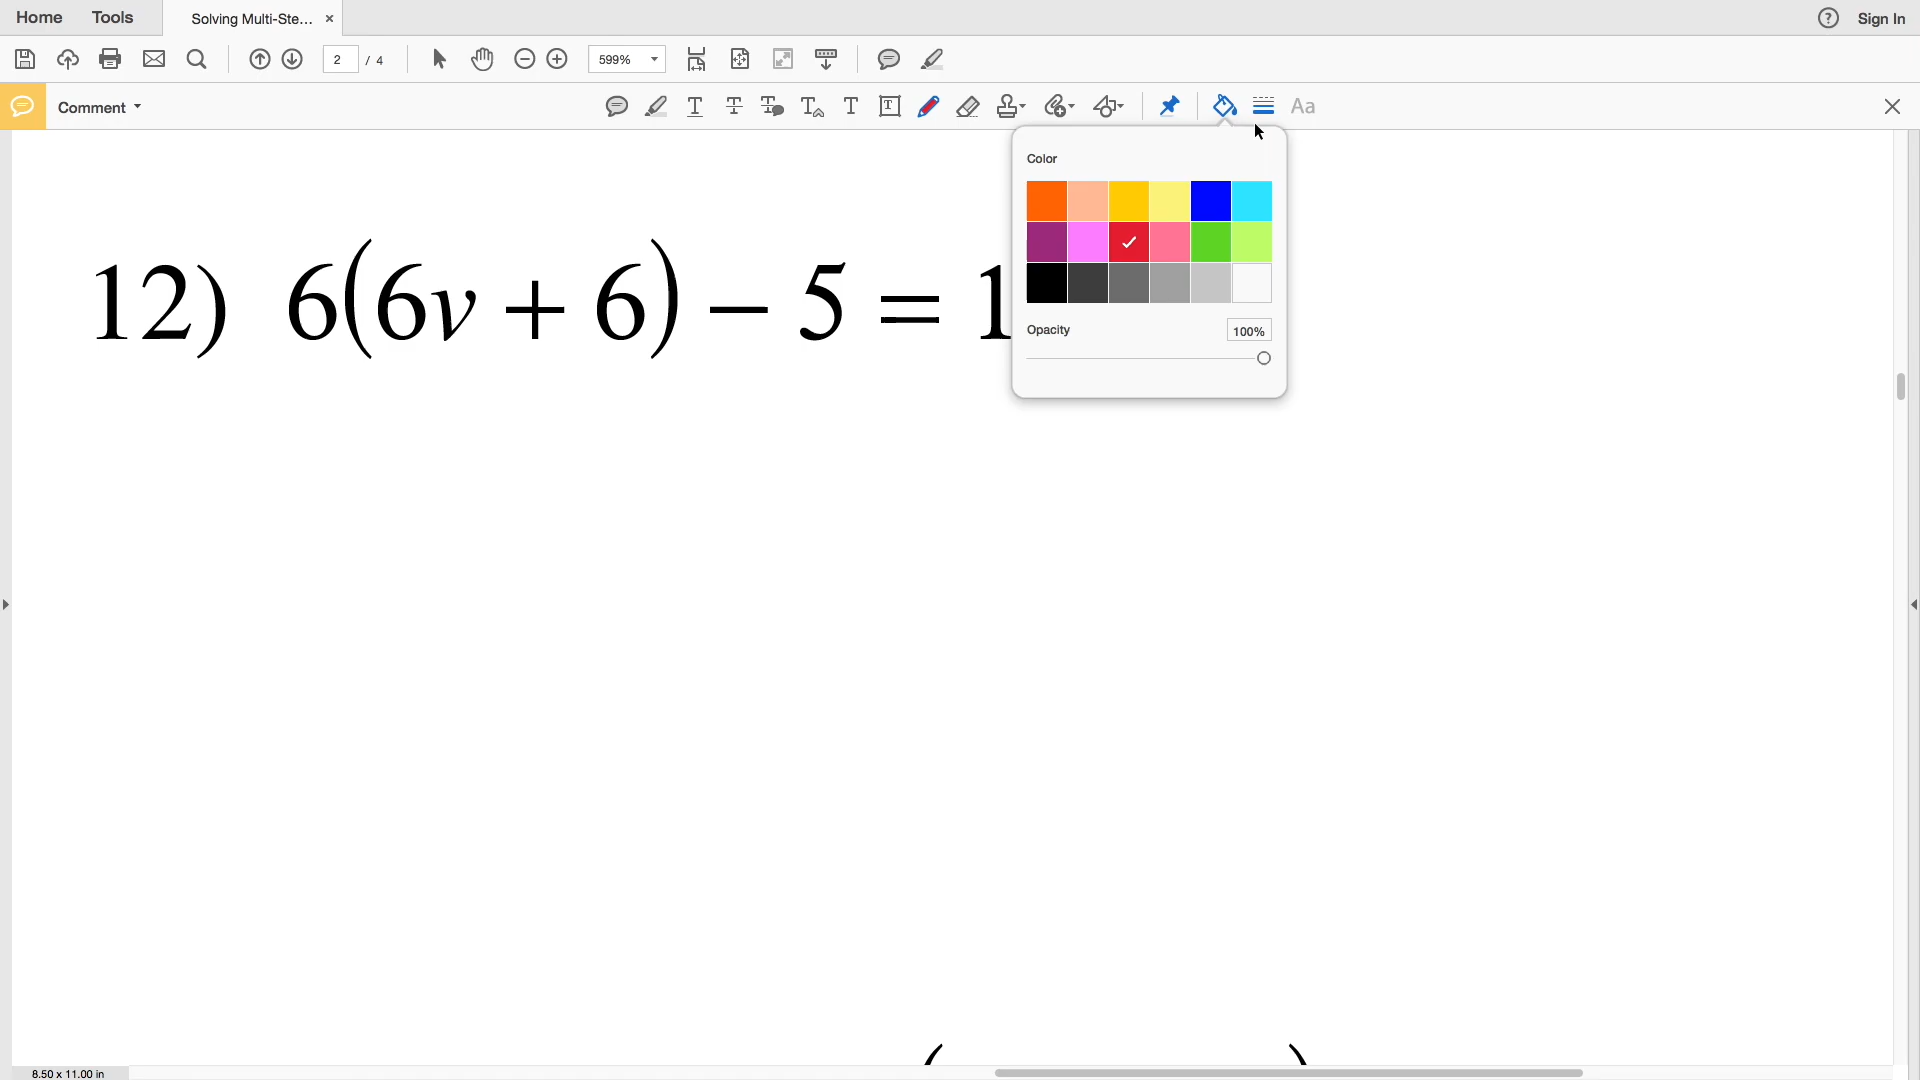 Home Tools Solving Multi-Ste... × ? Sign In
2 / 4 599%
Comment T T T T T T Aa
Color
12) 6(6v + 6) − 5 = 1
Opacity 100%
8.50 x 11.00 in